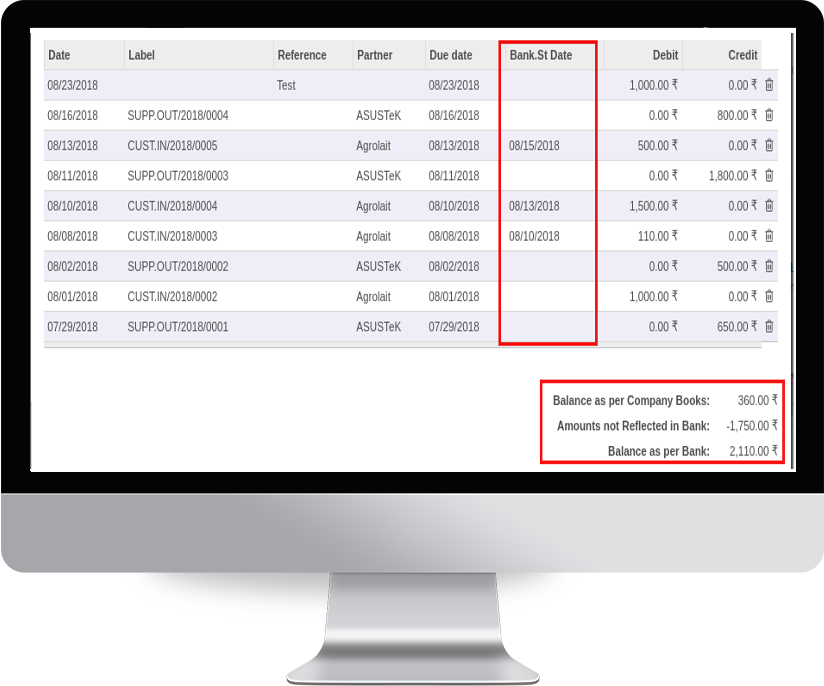 Date Label Reference Partner Due date Bank.St Date Debit Credit
08/23/2018 Test 08/23/2018 1,000.00 ₹ 0.00 ₹
08/16/2018 SUPP.OUT/2018/0004 ASUSTeK 08/16/2018 0.00 ₹ 800.00 ₹
08/13/2018 CUST.IN/2018/0005 Agrolait 08/13/2018 08/15/2018 500.00 ₹ 0.00 ₹
08/11/2018 SUPP.OUT/2018/0003 ASUSTeK 08/11/2018 0.00 ₹ 1,800.00 ₹
08/10/2018 CUST.IN/2018/0004 Agrolait 08/10/2018 08/13/2018 1,500.00 ₹ 0.00 ₹
08/08/2018 CUST.IN/2018/0003 Agrolait 08/08/2018 08/10/2018 110.00 ₹ 0.00 ₹
08/02/2018 SUPP.OUT/2018/0002 ASUSTeK 08/02/2018 0.00 ₹ 500.00 ₹
08/01/2018 CUST.IN/2018/0002 Agrolait 08/01/2018 1,000.00 ₹ 0.00 ₹
07/29/2018 SUPP.OUT/2018/0001 ASUSTeK 07/29/2018 0.00 ₹ 650.00 ₹
Balance as per Company Books: 360.00 ₹
Amounts not Reflected in Bank: -1,750.00 ₹
Balance as per Bank: 2,110.00 ₹